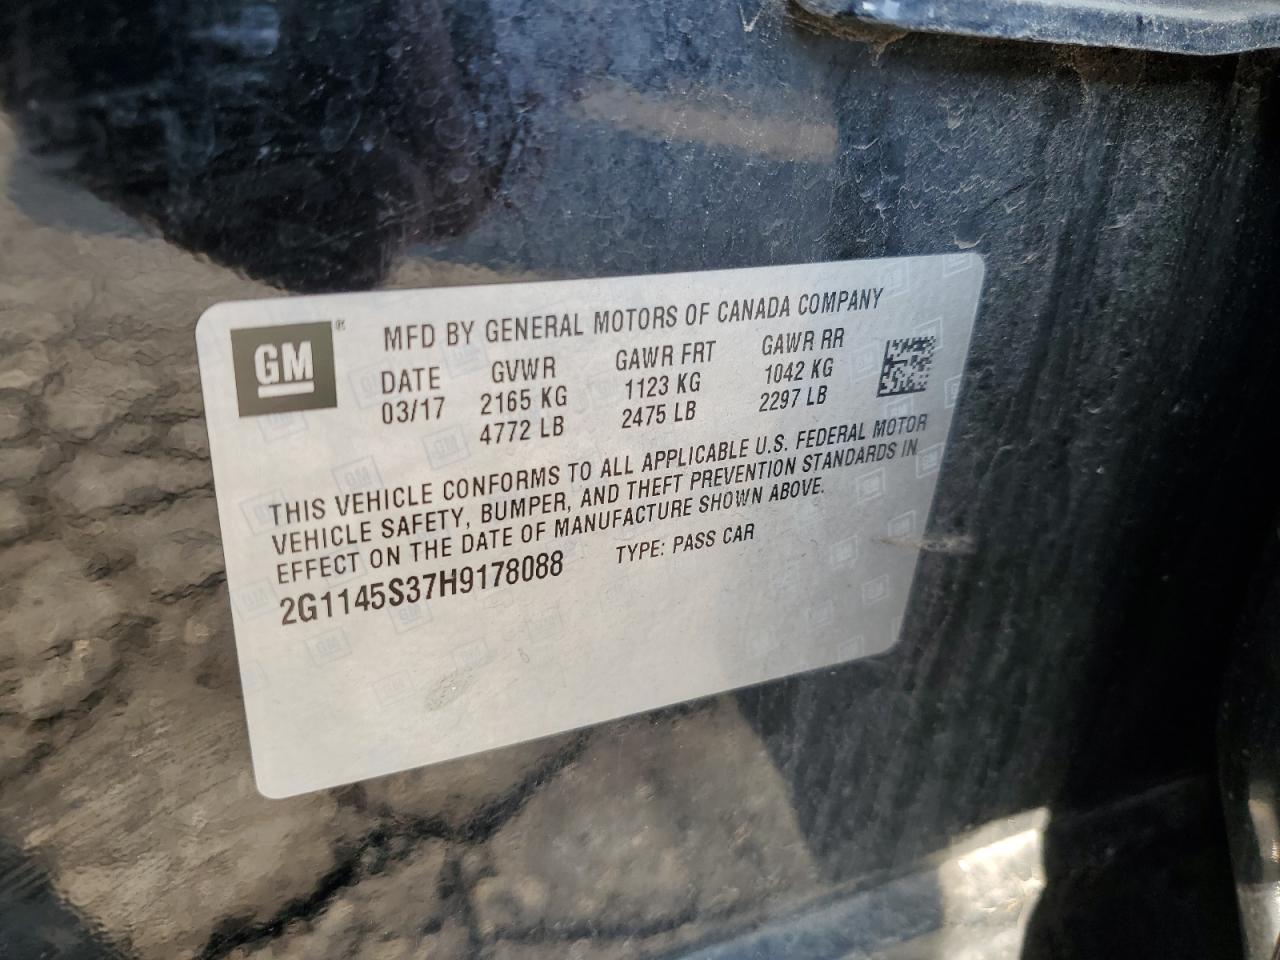 GM ®
MFD BY GENERAL MOTORS OF CANADA COMPANY
DATE GVWR GAWR FRT GAWR RR
03/17 2165 KG 1123 KG 1042 KG
4772 LB 2475 LB 2297 LB
THIS VEHICLE CONFORMS TO ALL APPLICABLE U.S. FEDERAL MOTOR
VEHICLE SAFETY, BUMPER, AND THEFT PREVENTION STANDARDS IN
EFFECT ON THE DATE OF MANUFACTURE SHOWN ABOVE.
2G1145S37H9178088 TYPE: PASS CAR